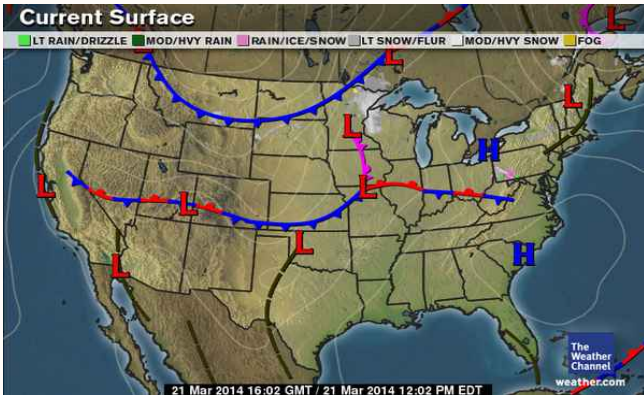 Current Surface
LT RAIN/DRIZZLE MOD/HVY RAIN RAIN/ICE/SNOW LT SNOW/FLUR MOD/HVY SNOW FOG
L
L
L
L
L
H
L
L
L
L
H
L
The
Weather
Channel
weather.com
21 Mar 2014 16:02 GMT / 21 Mar 2014 12:02 PM EDT